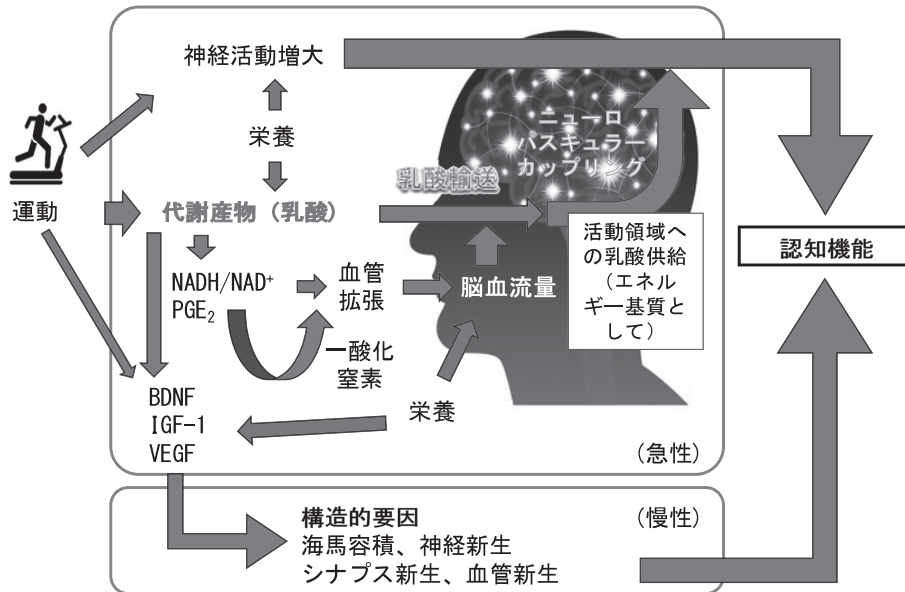 神経活動増大
栄養
運動
代謝産物（乳酸）
乳酸輸送
ニューロ
バスキュラー
カップリング
NADH/NAD⁺
PGE₂
血管
拡張
脳血流量
活動領域へ
の乳酸供給
（エネル
ギー基質と
して）
認知機能
一酸化
窒素
BDNF
IGF-1
VEGF
栄養
(急性)
構造的要因
(慢性)
海馬容積、神経新生
シナプス新生、血管新生